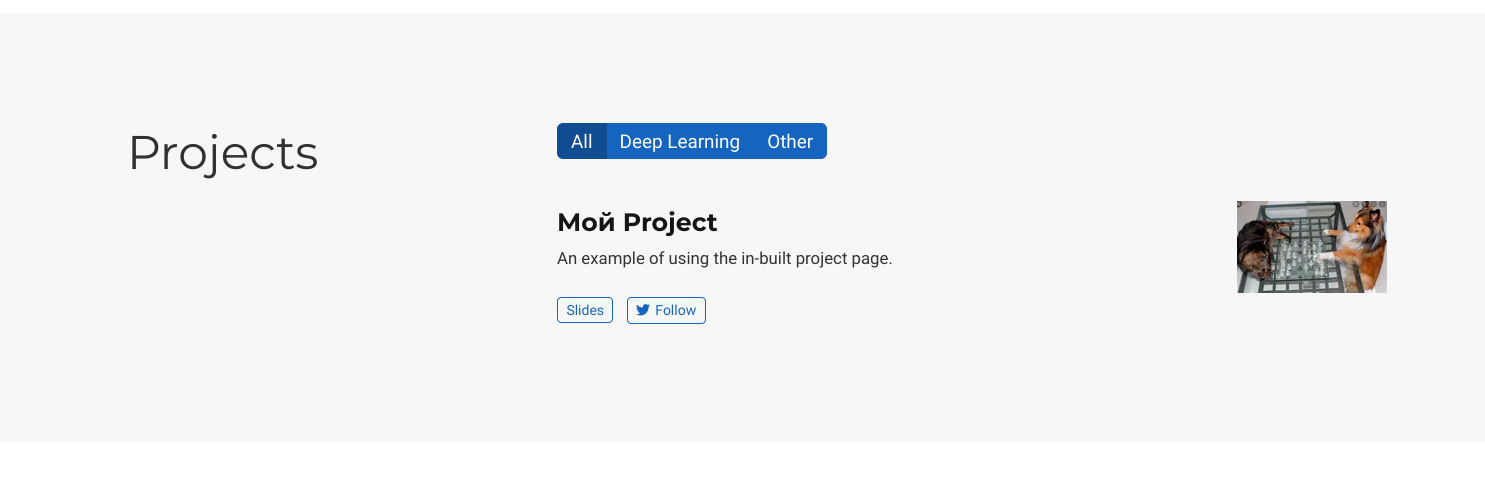 Projects
All Deep Learning Other
Мой Project
An example of using the in-built project page.
Slides Follow